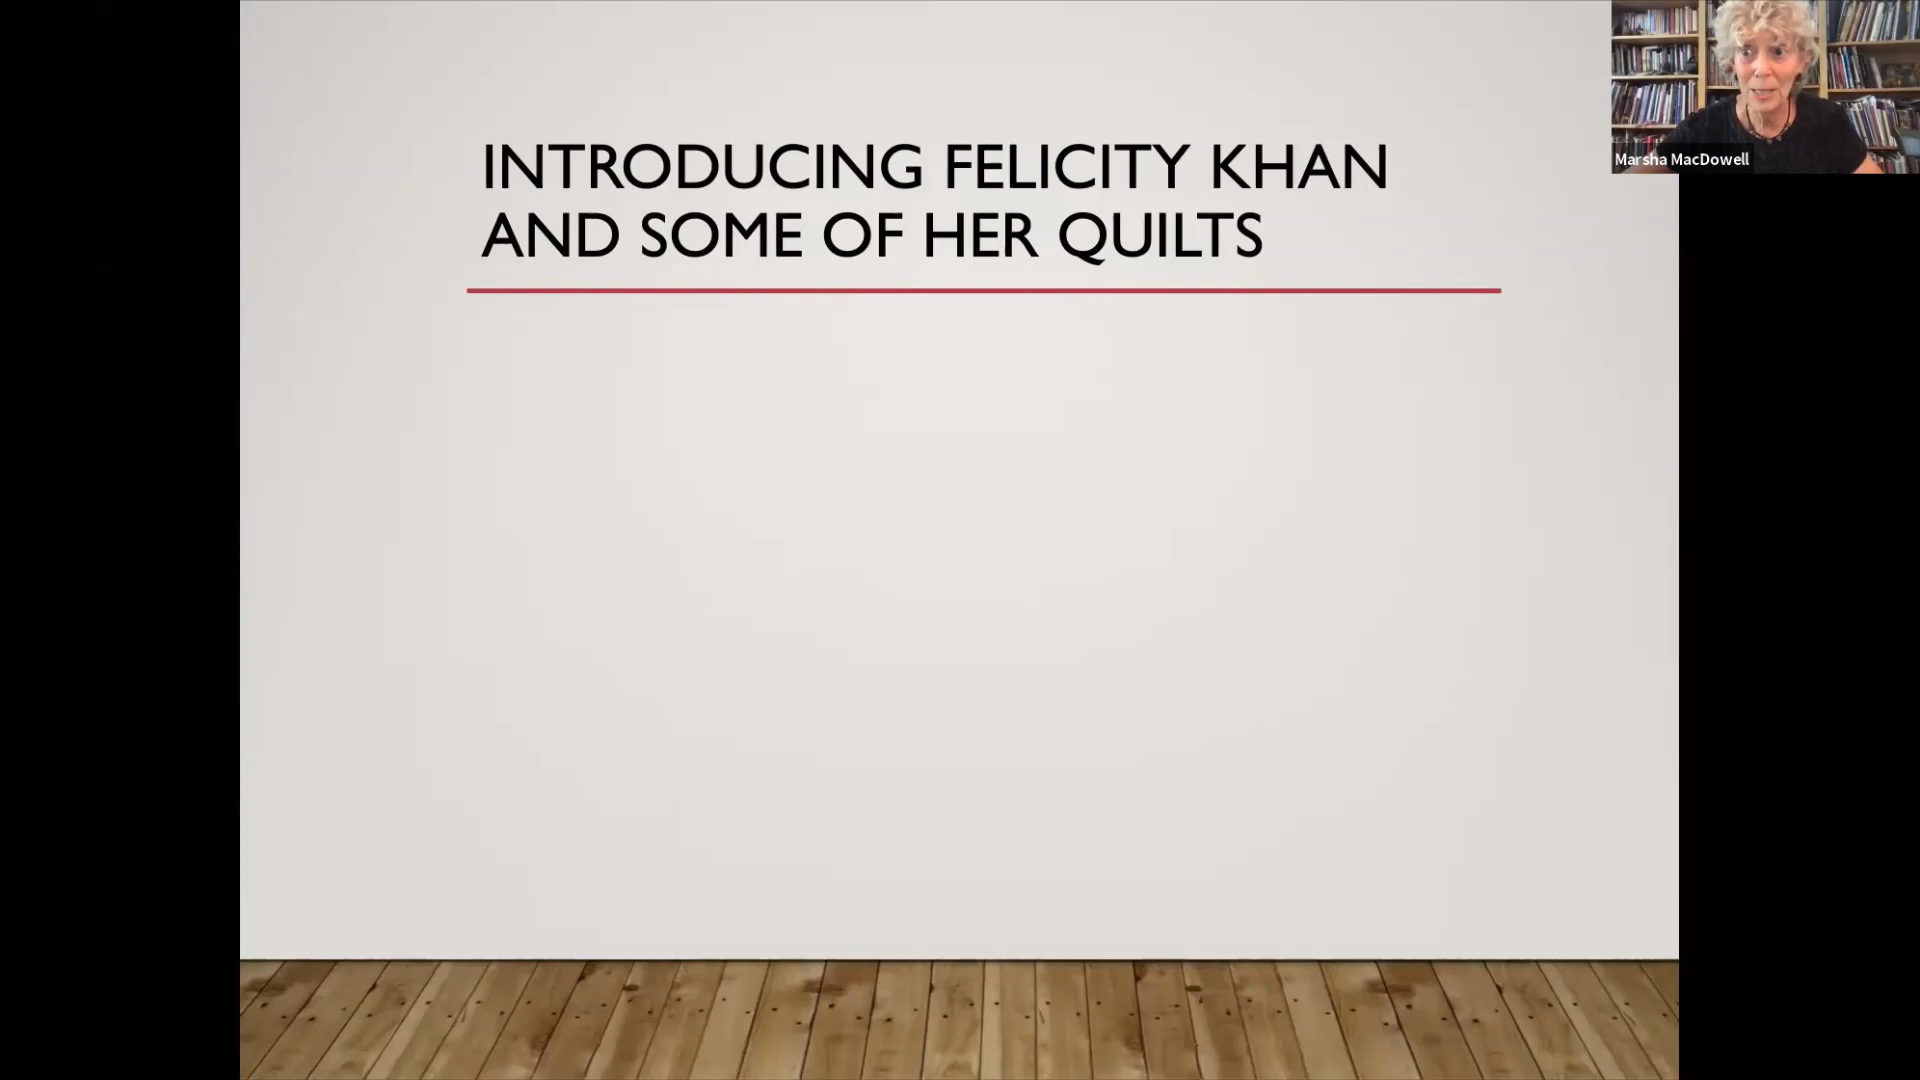 INTRODUCING FELICITY KHAN
AND SOME OF HER QUILTS
Marsha MacDowell